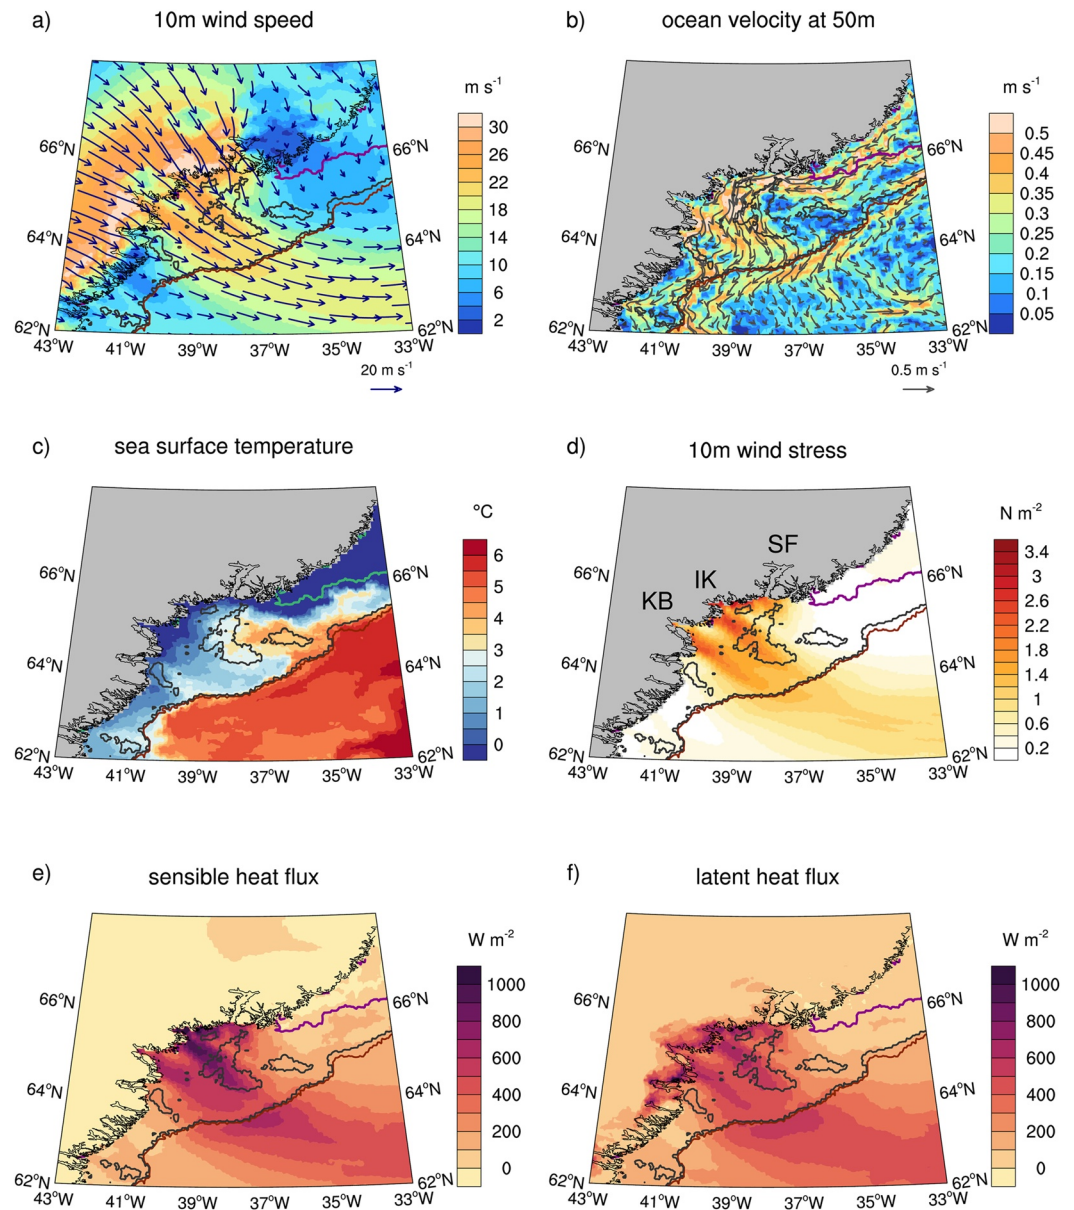 a) 10m wind speed
m s⁻¹
30
26
22
18
14
10
6
2
66°N 66°N
64°N 64°N
62°N 62°N
43°W 41°W 39°W 37°W 35°W 33°W
20 m s⁻¹
b) ocean velocity at 50m
m s⁻¹
0.5
0.45
0.4
0.35
0.3
0.25
0.2
0.15
0.1
0.05
66°N 66°N
64°N 64°N
62°N 62°N
43°W 41°W 39°W 37°W 35°W 33°W
0.5 m s⁻¹
c) sea surface temperature
°C
6
5
4
3
2
1
0
66°N 66°N
64°N 64°N
62°N 62°N
43°W 41°W 39°W 37°W 35°W 33°W
d) 10m wind stress
N m⁻²
3.4
3
2.6
2.2
1.8
1.4
1
0.6
0.2
SF
IK
KB
66°N 66°N
64°N 64°N
62°N 62°N
43°W 41°W 39°W 37°W 35°W 33°W
e) sensible heat flux
W m⁻²
1000
800
600
400
200
0
66°N 66°N
64°N 64°N
62°N 62°N
43°W 41°W 39°W 37°W 35°W 33°W
f) latent heat flux
W m⁻²
1000
800
600
400
200
0
66°N 66°N
64°N 64°N
62°N 62°N
43°W 41°W 39°W 37°W 35°W 33°W